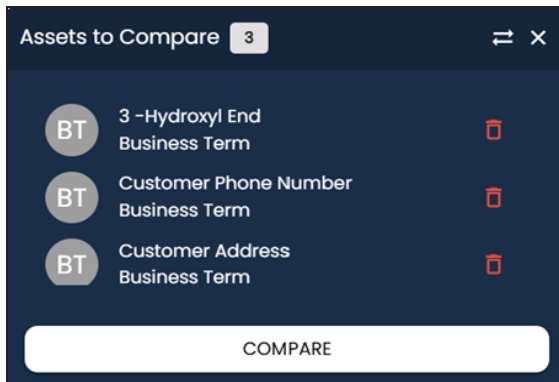 Assets to Compare 3
BT
3 -Hydroxyl End
Business Term
BT
Customer Phone Number
Business Term
BT
Customer Address
Business Term
COMPARE